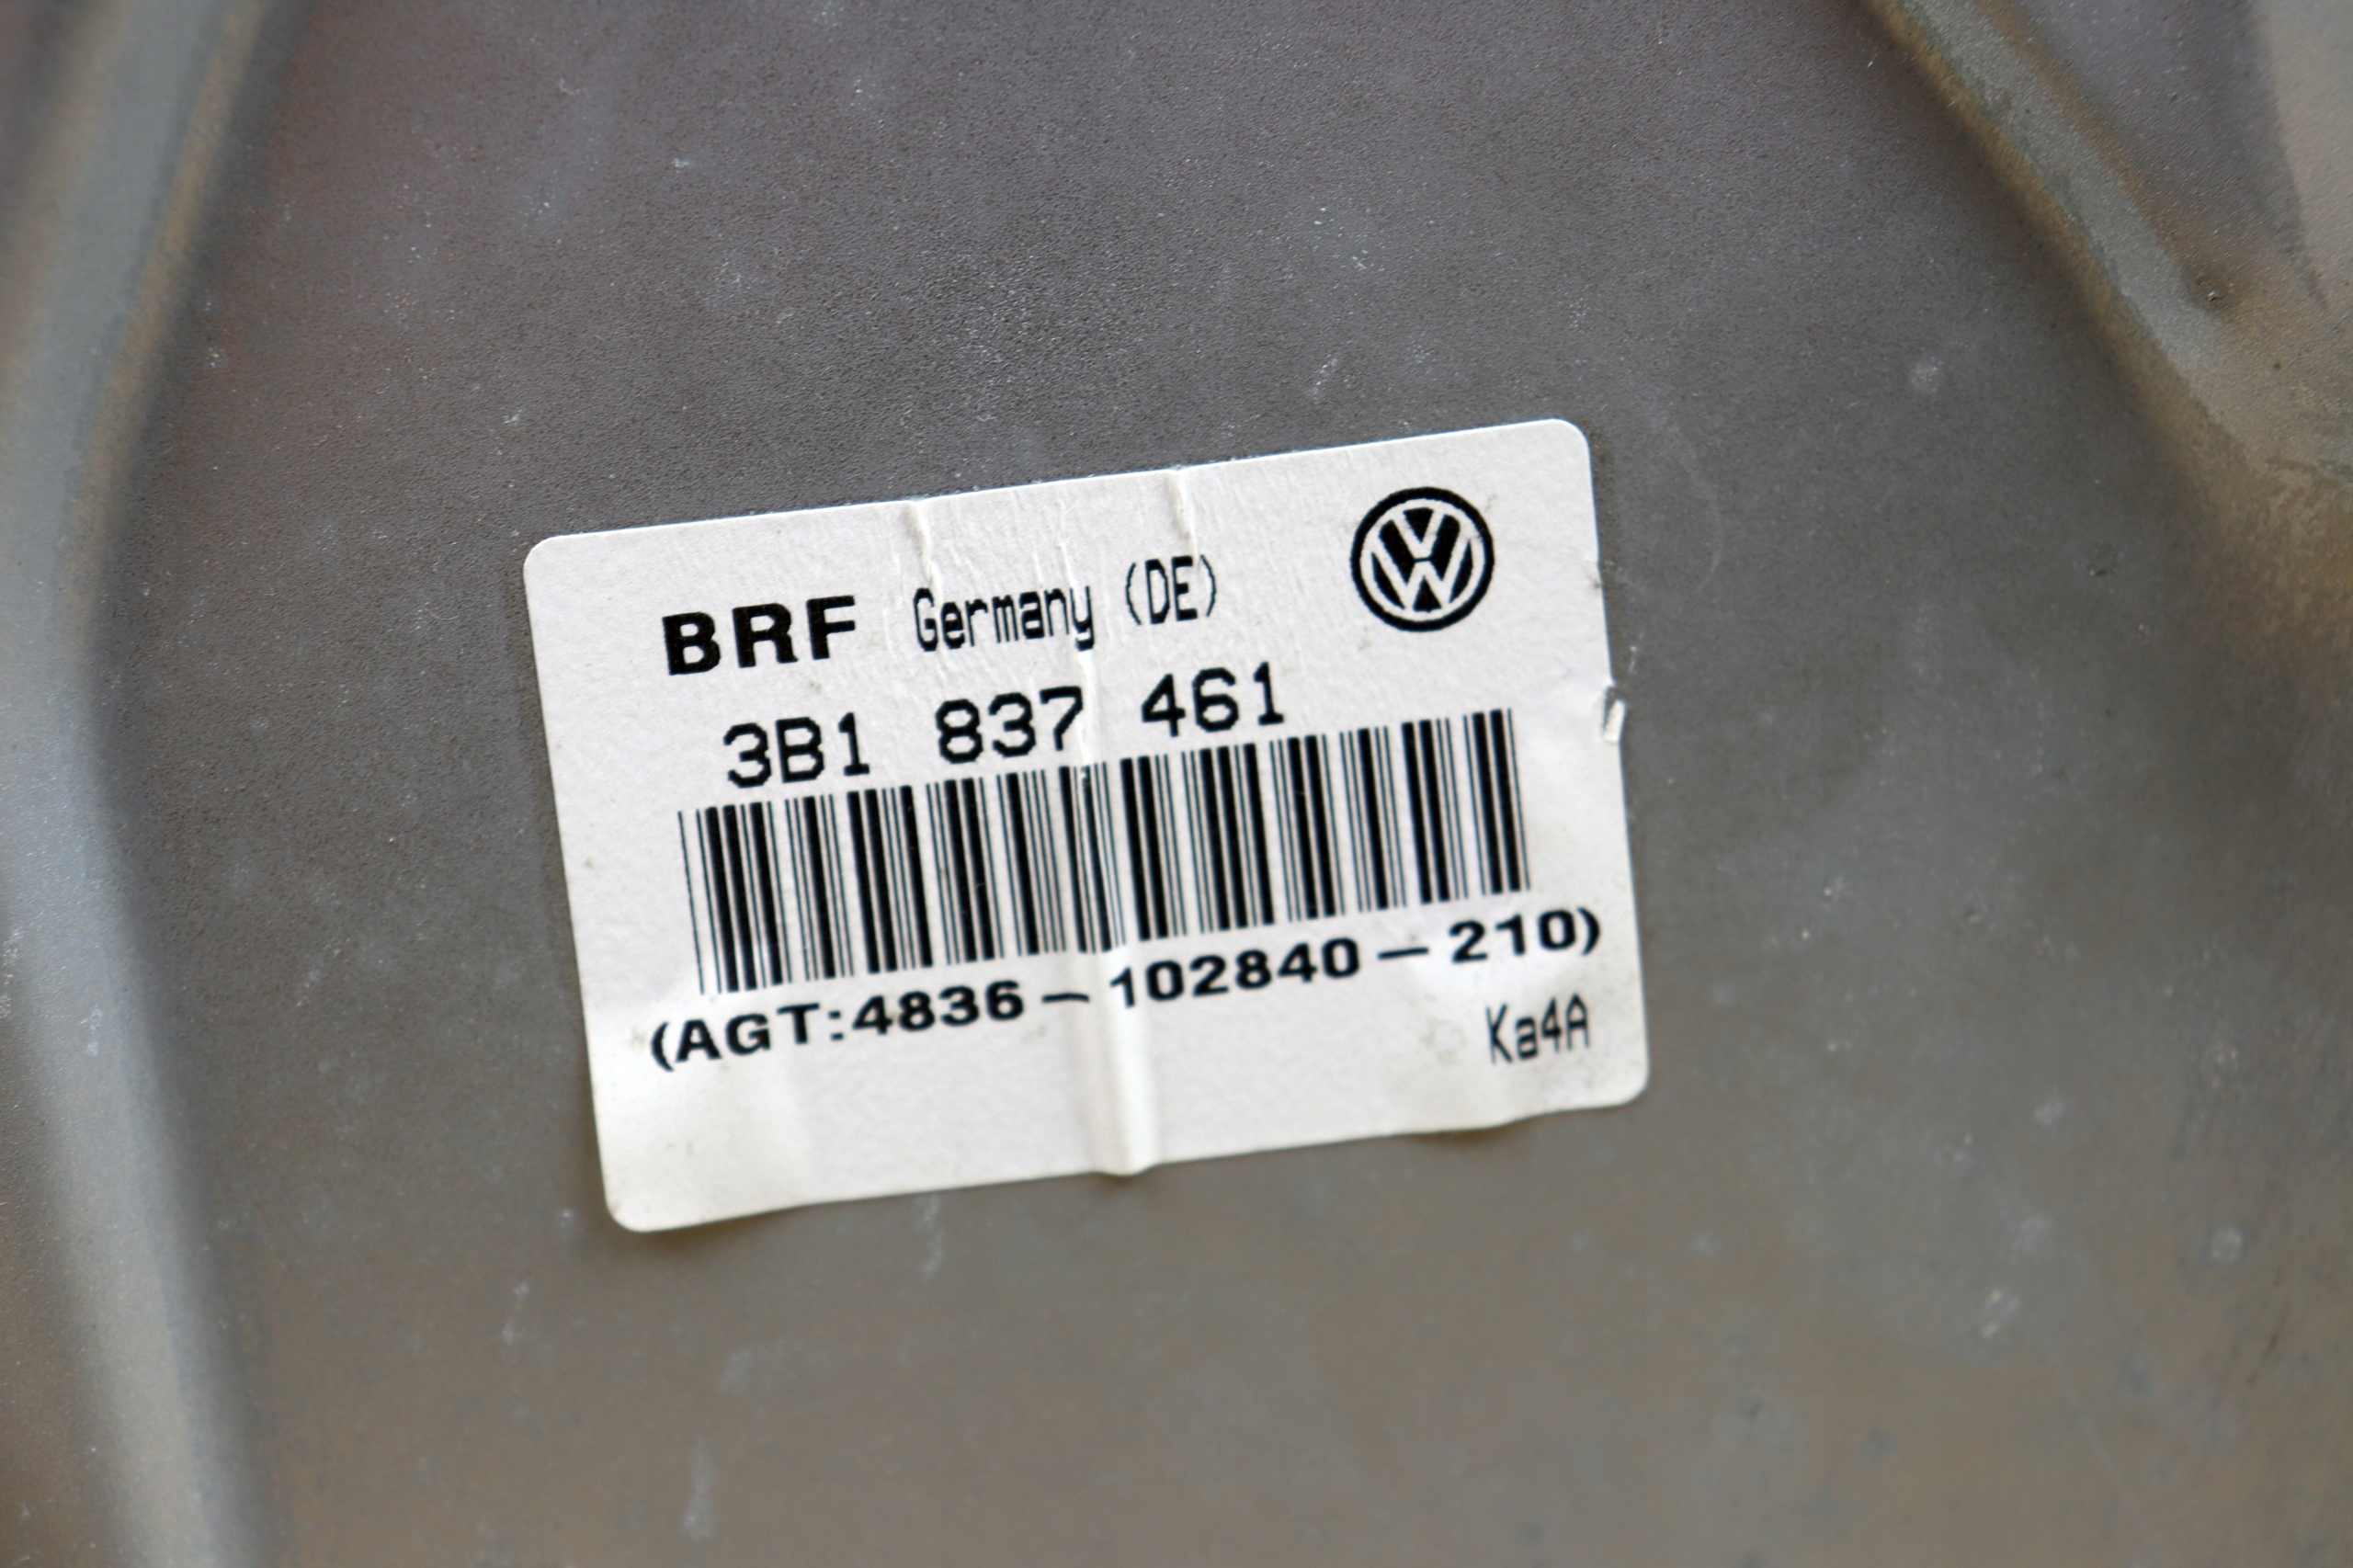 BRF Germany (DE)
3B1 837 461
(AGT:4836-102840-210)
Ka4A